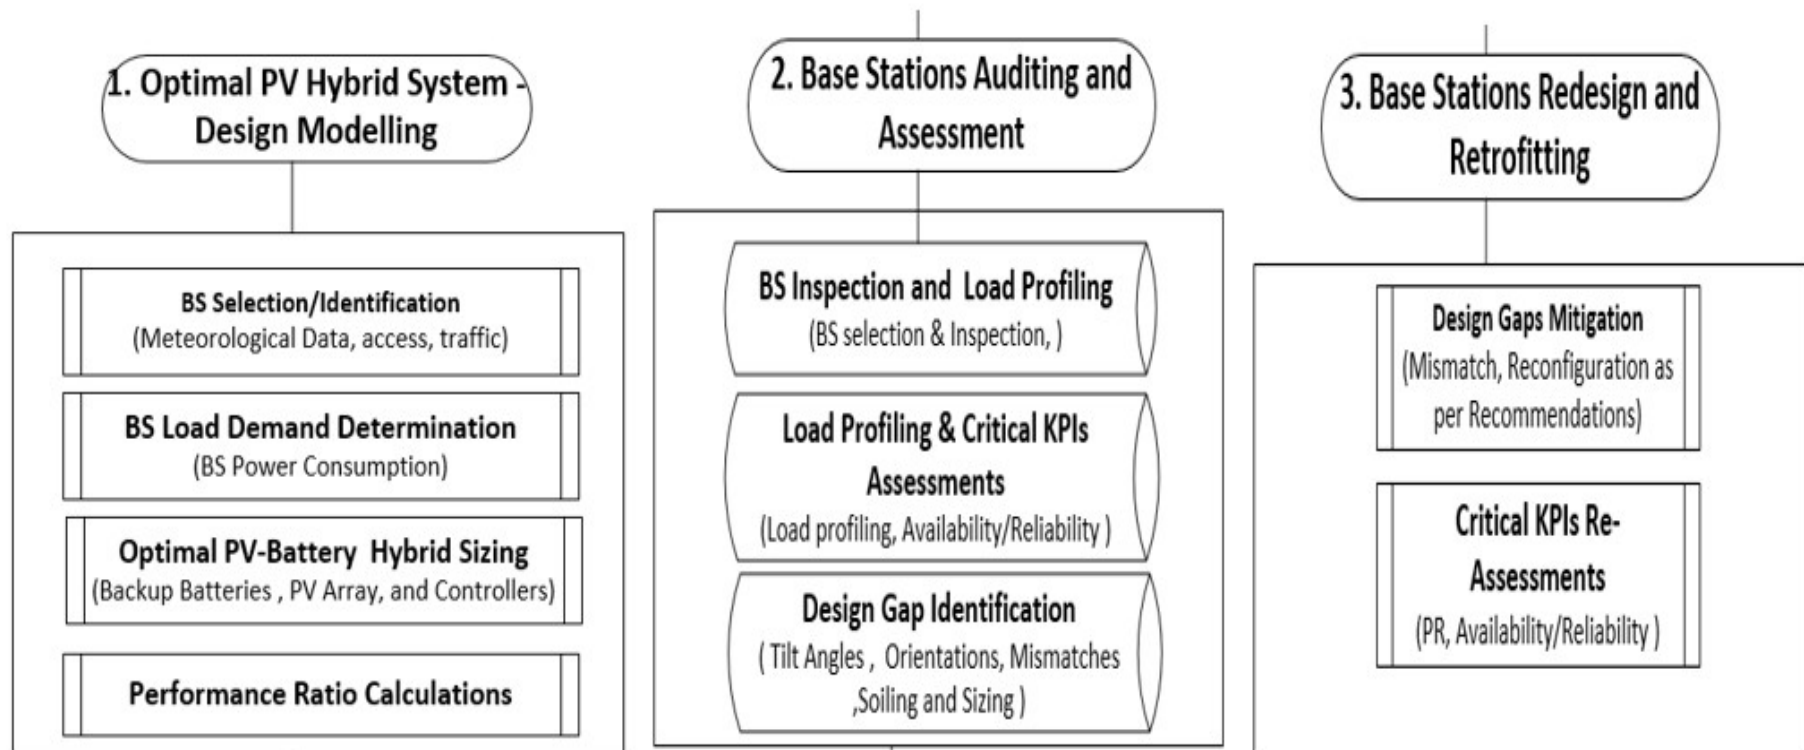 1. Optimal PV Hybrid System -
Design Modelling
BS Selection/Identification
(Meteorological Data, access, traffic)
BS Load Demand Determination
(BS Power Consumption)
Optimal PV-Battery Hybrid Sizing
(Backup Batteries , PV Array, and Controllers)
Performance Ratio Calculations
2. Base Stations Auditing and
Assessment
BS Inspection and Load Profiling
(BS selection & Inspection, )
Load Profiling & Critical KPIs
Assessments
(Load profiling, Availability/Reliability )
Design Gap Identification
( Tilt Angles , Orientations, Mismatches
,Soiling and Sizing )
3. Base Stations Redesign and
Retrofitting
Design Gaps Mitigation
(Mismatch, Reconfiguration as
per Recommendations)
Critical KPIs Re-
Assessments
(PR, Availability/Reliability )